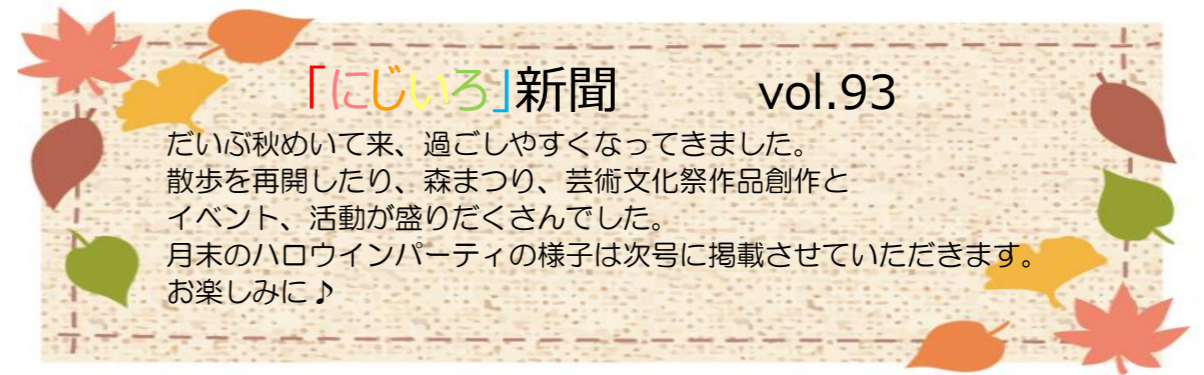 「にじいろ」新聞 vol.93
だいぶ秋めいて来、過ごしやすくなってきました。
散歩を再開したり、森まつり、芸術文化祭作品創作と
イベント、活動が盛りだくさんでした。
月末のハロウインパーティの様子は次号に掲載させていただきます。
お楽しみに♪